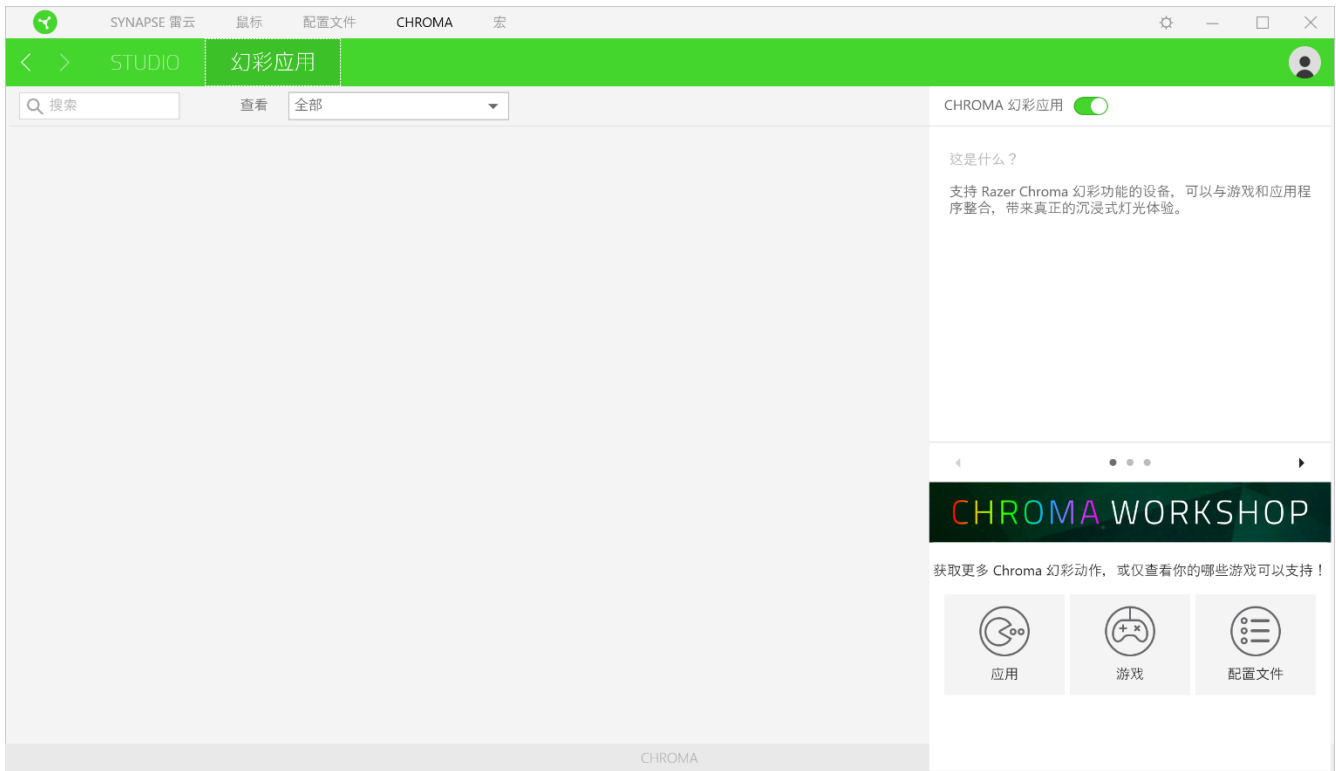 SYNAPSE 雷云 鼠标 配置文件 CHROMA 宏
STUDIO 幻彩应用
搜索 查看 全部 CHROMA 幻彩应用
这是什么？
支持 Razer Chroma 幻彩功能的设备，可以与游戏和应用程
序整合，带来真正的沉浸式灯光体验。
CHROMA WORKSHOP
获取更多 Chroma 幻彩动作，或仅查看你的哪些游戏可以支持！
应用 游戏 配置文件
CHROMA